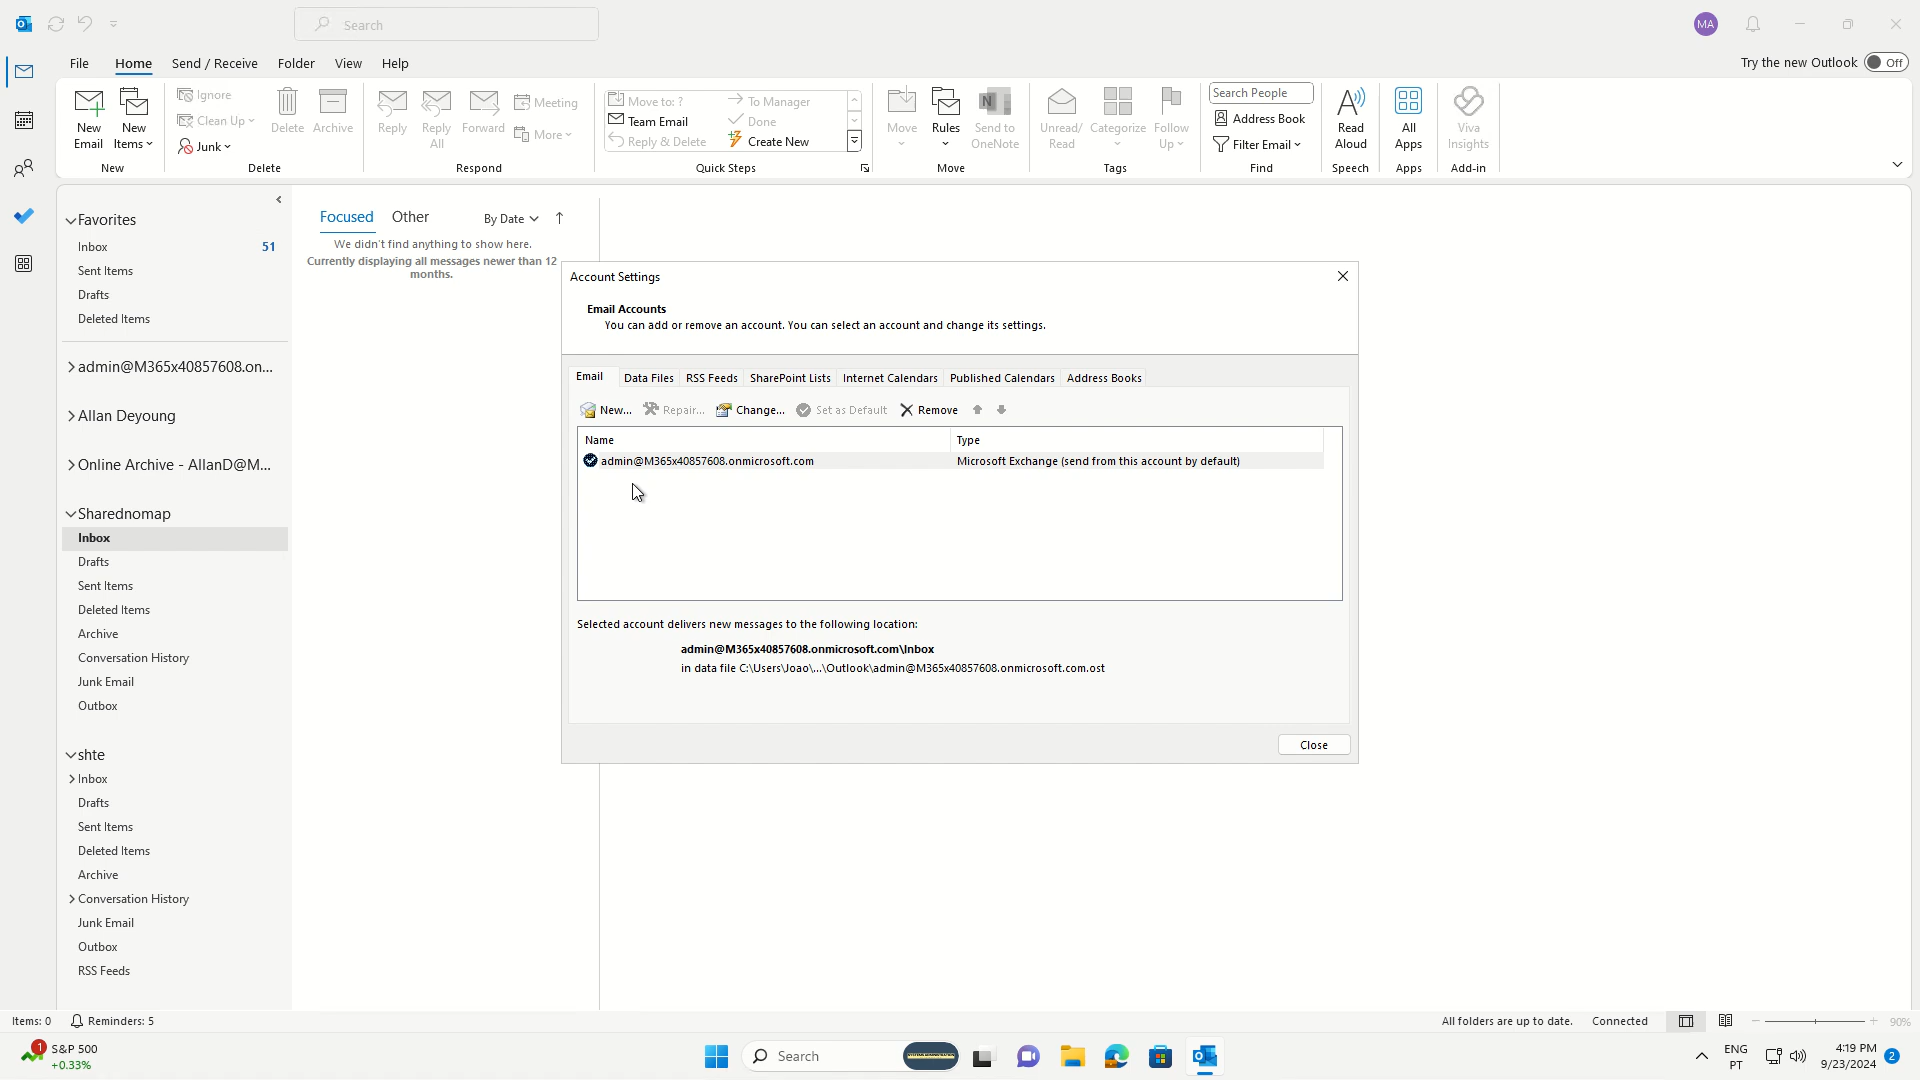 Search
MA
File Home Send / Receive Folder View Help
Try the new Outlook Off
New Email
New Items
New
Ignore
Clean Up
Junk
Delete
Archive
Delete
Reply
Reply All
Forward
Meeting
More
Respond
Move to: ?
Team Email
Reply & Delete
To Manager
Done
Create New
Quick Steps
Move
Rules
Send to OneNote
Move
Unread/ Read
Categorize
Follow Up
Tags
Search People
Address Book
Filter Email
Find
Read Aloud
Speech
All Apps
Apps
Viva Insights
Add-in
Favorites
Inbox 51
Sent Items
Drafts
Deleted Items
admin@M365x40857608.on...
Allan Deyoung
Online Archive - AllanD@M...
Sharednomap
Inbox
Drafts
Sent Items
Deleted Items
Archive
Conversation History
Junk Email
Outbox
shte
Inbox
Drafts
Sent Items
Deleted Items
Archive
Conversation History
Junk Email
Outbox
RSS Feeds
Focused Other By Date
We didn't find anything to show here.
Currently displaying all messages newer than 12
months.
Account Settings
Email Accounts
You can add or remove an account. You can select an account and change its settings.
Email Data Files RSS Feeds SharePoint Lists Internet Calendars Published Calendars Address Books
New... Repair... Change... Set as Default Remove
Name Type
admin@M365x40857608.onmicrosoft.com Microsoft Exchange (send from this account by default)
Selected account delivers new messages to the following location:
admin@M365x40857608.onmicrosoft.com\Inbox
in data file C:\Users\Joao\...\Outlook\admin@M365x40857608.onmicrosoft.com.ost
Close
Items: 0 Reminders: 5
All folders are up to date. Connected 90%
1
S&P 500
+0.33%
Search
ENG
PT
4:19 PM
9/23/2024
2